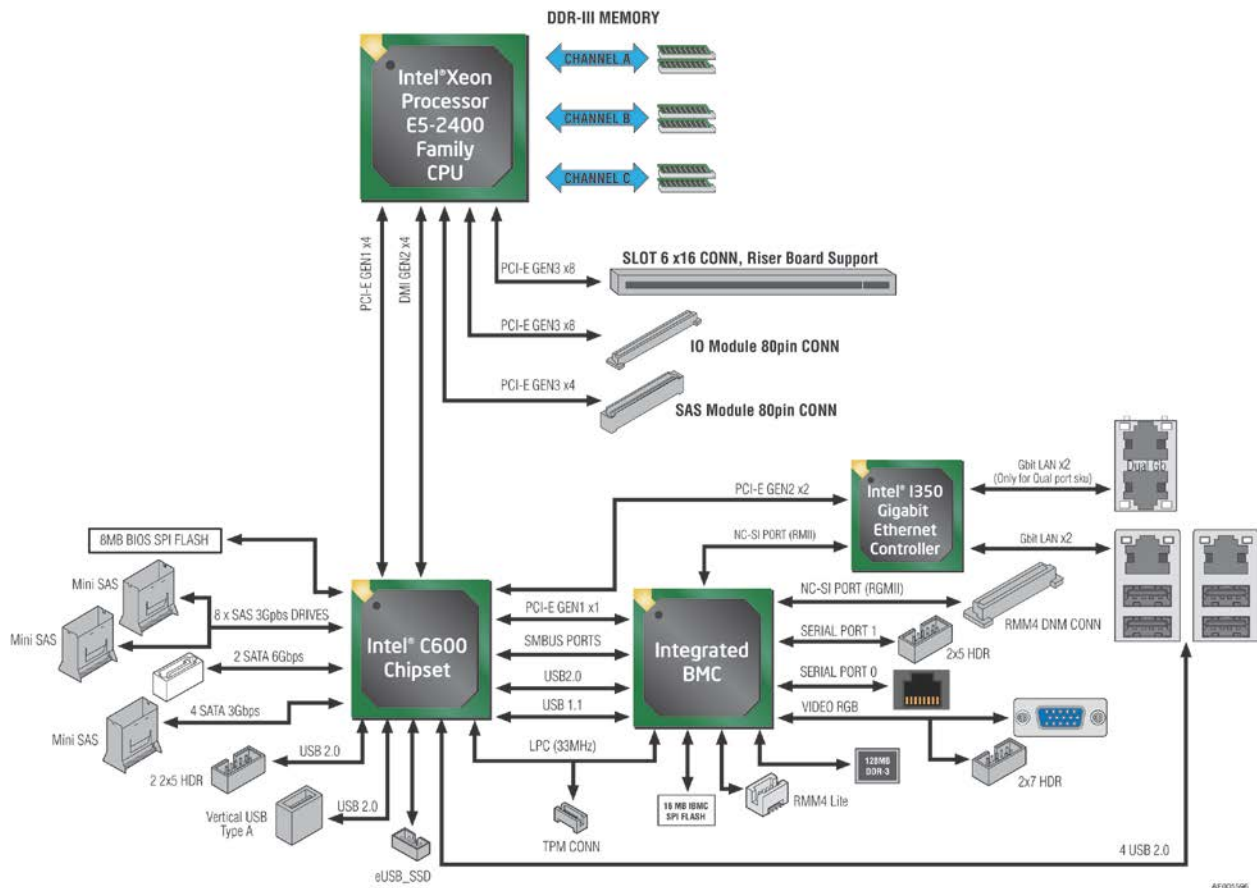 DDR-III MEMORY
Intel®Xeon
Processor
E5-2400
Family
CPU
CHANNEL A
CHANNEL B
CHANNEL C
PCI-E GEN1 x4
DMI GEN2 x4
PCI-E GEN3 x8
SLOT 6 x16 CONN, Riser Board Support
PCI-E GEN3 x8
IO Module 80pin CONN
PCI-E GEN3 x4
SAS Module 80pin CONN
PCI-E GEN2 x2
Intel® I350
Gigabit
Ethernet
Controller
Gbit LAN x2
(Only for Qual port sku)
Dual Gb
NC-SI PORT (RMII)
Gbit LAN x2
8MB BIOS SPI FLASH
Mini SAS
8 x SAS 3Gpbs DRIVES
Mini SAS
2 SATA 6Gbps
4 SATA 3Gbps
Mini SAS
USB 2.0
2 2x5 HDR
Vertical USB
Type A
USB 2.0
eUSB_SSD
Intel® C600
Chipset
PCI-E GEN1 x1
SMBUS PORTS
USB2.0
USB 1.1
LPC (33MHz)
TPM CONN
Integrated
BMC
NC-SI PORT (RGMII)
RMM4 DNM CONN
SERIAL PORT 1
2x5 HDR
SERIAL PORT 0
VIDEO RGB
2x7 HDR
128MB
DDR-3
RMM4 Lite
16 MB IBMC
SPI FLASH
4 USB 2.0
AF005596